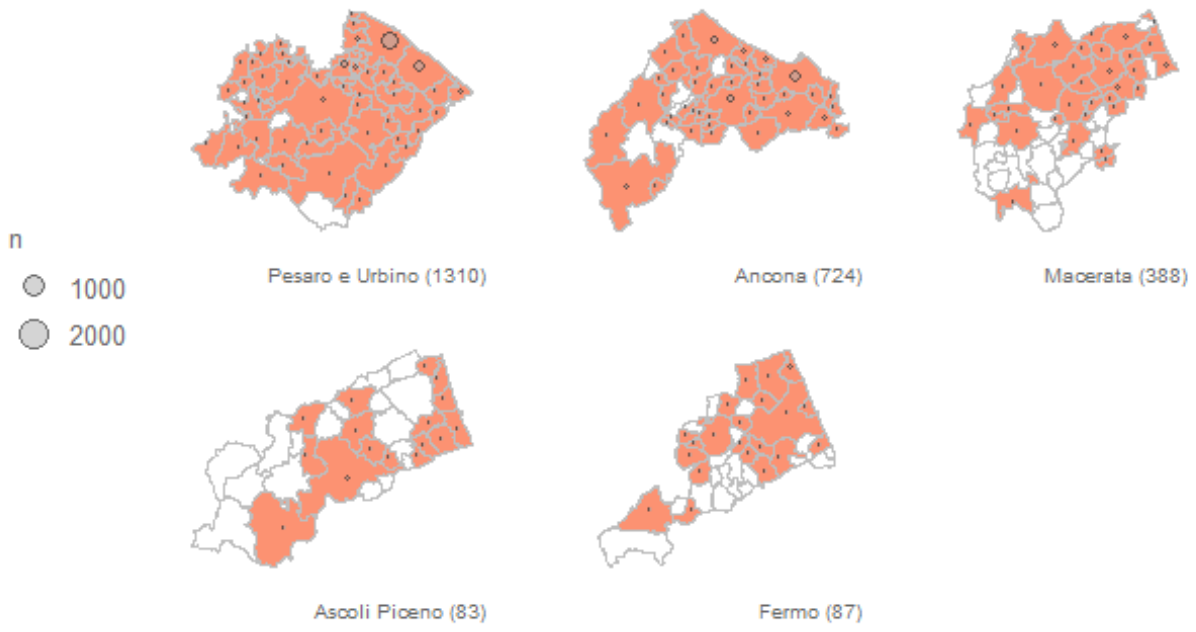 Pesaro e Urbino (1310)
Ancona (724)
Macerata (388)
n
1000
2000
Ascoli Piceno (83)
Fermo (87)